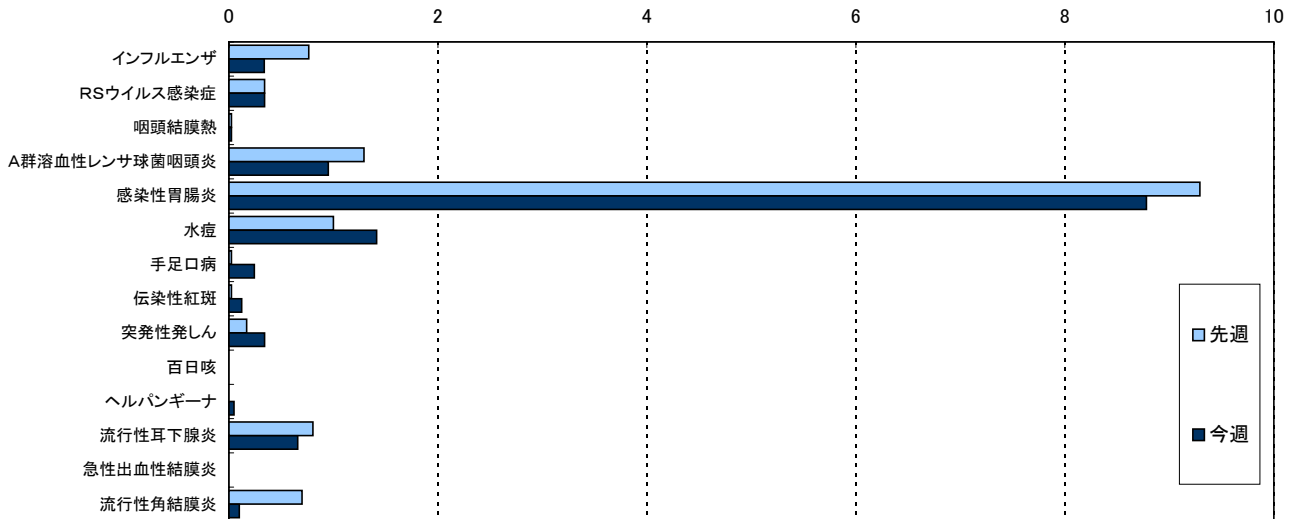 0 2 4 6 8 10
インフルエンザ
RSウイルス感染症
咽頭結膜熱
A群溶血性レンサ球菌咽頭炎
感染性胃腸炎
水痘
手足口病
伝染性紅斑
突発性発しん
百日咳
ヘルパンギーナ
流行性耳下腺炎
急性出血性結膜炎
流行性角結膜炎
先週
今週